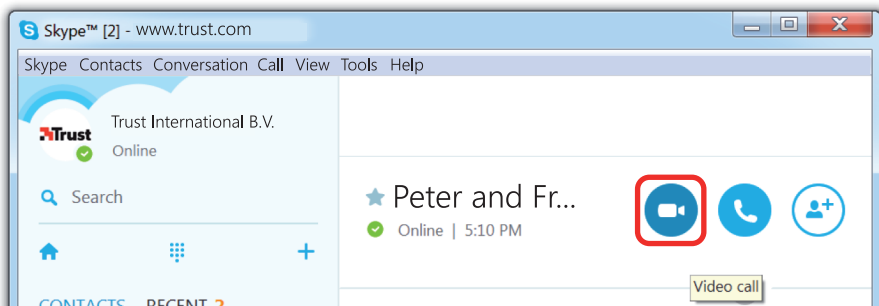 Skype™ [2] - www.trust.com
Skype Contacts Conversation Call View Tools Help
Trust
Trust International B.V.
Online
Search
Peter and Fr...
Online | 5:10 PM
Video call
CONTACTS RECENT 2